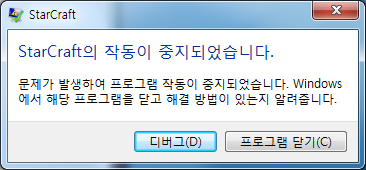 StarCraft
StarCraft의 작동이 중지되었습니다.
문제가 발생하여 프로그램 작동이 중지되었습니다. Windows
에서 해당 프로그램을 닫고 해결 방법이 있는지 알려줍니다.
디버그(D) 프로그램 닫기(C)